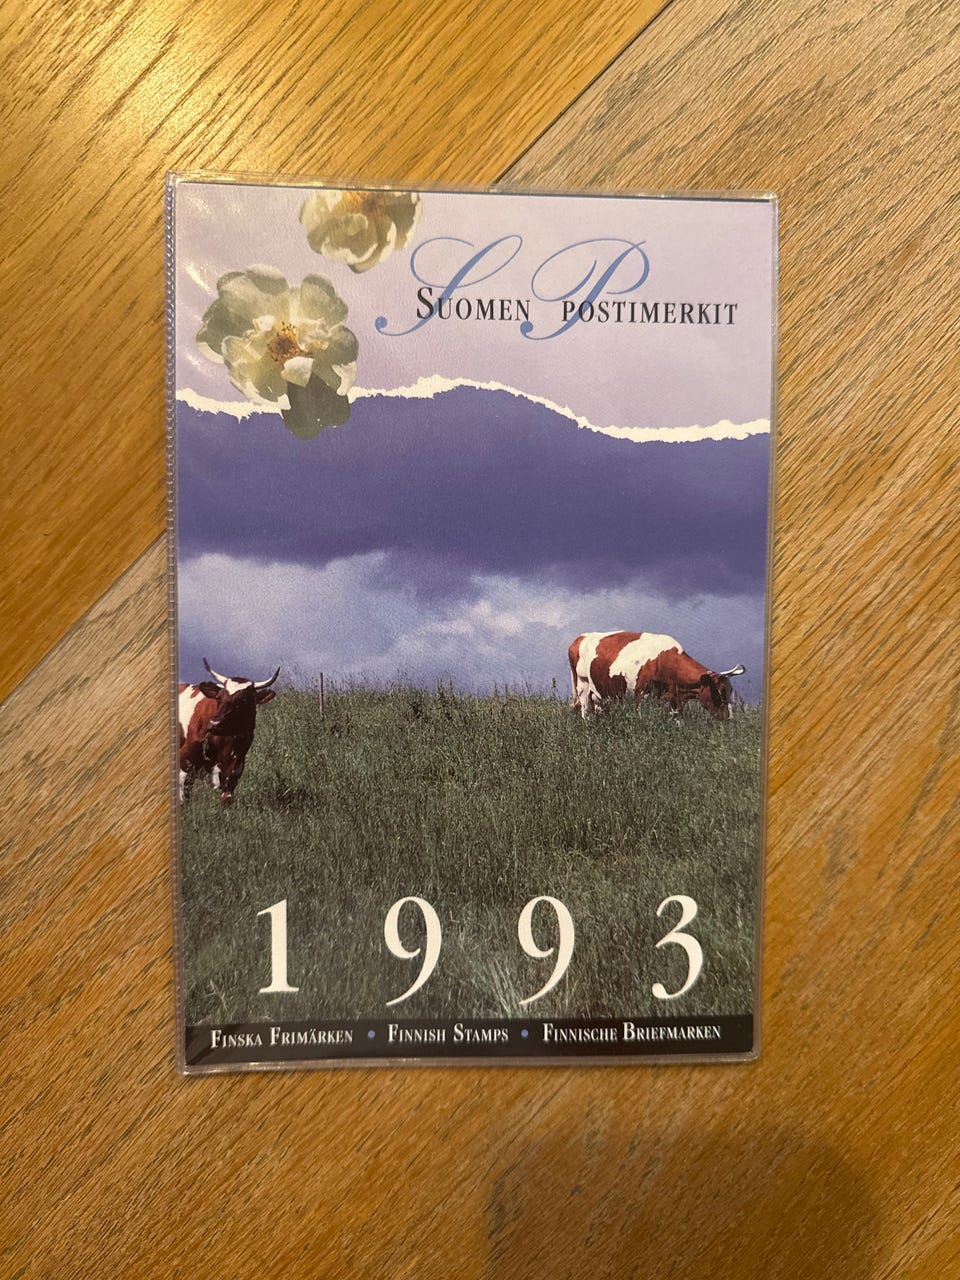 S P
SUOMEN POSTIMERKIT
1993
FINSKA FRIMÄRKEN • FINNISH STAMPS • FINNISCHE BRIEFMARKEN